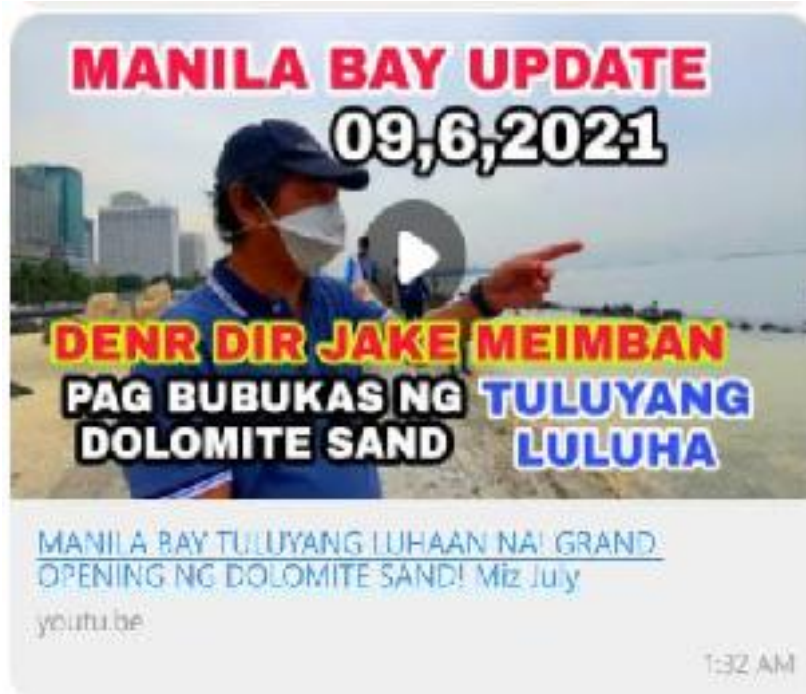 MANILA BAY UPDATE
09,6,2021
DENR DIR JAKE MEIMBAN
PAG BUBUKAS NG TULUYANG
DOLOMITE SAND LULUHA
MANILA BAY TULUYANG LUHAAN NA! GRAND
OPENING NG DOLOMITE SAND! Miz July
youtu.be
1:32 AM